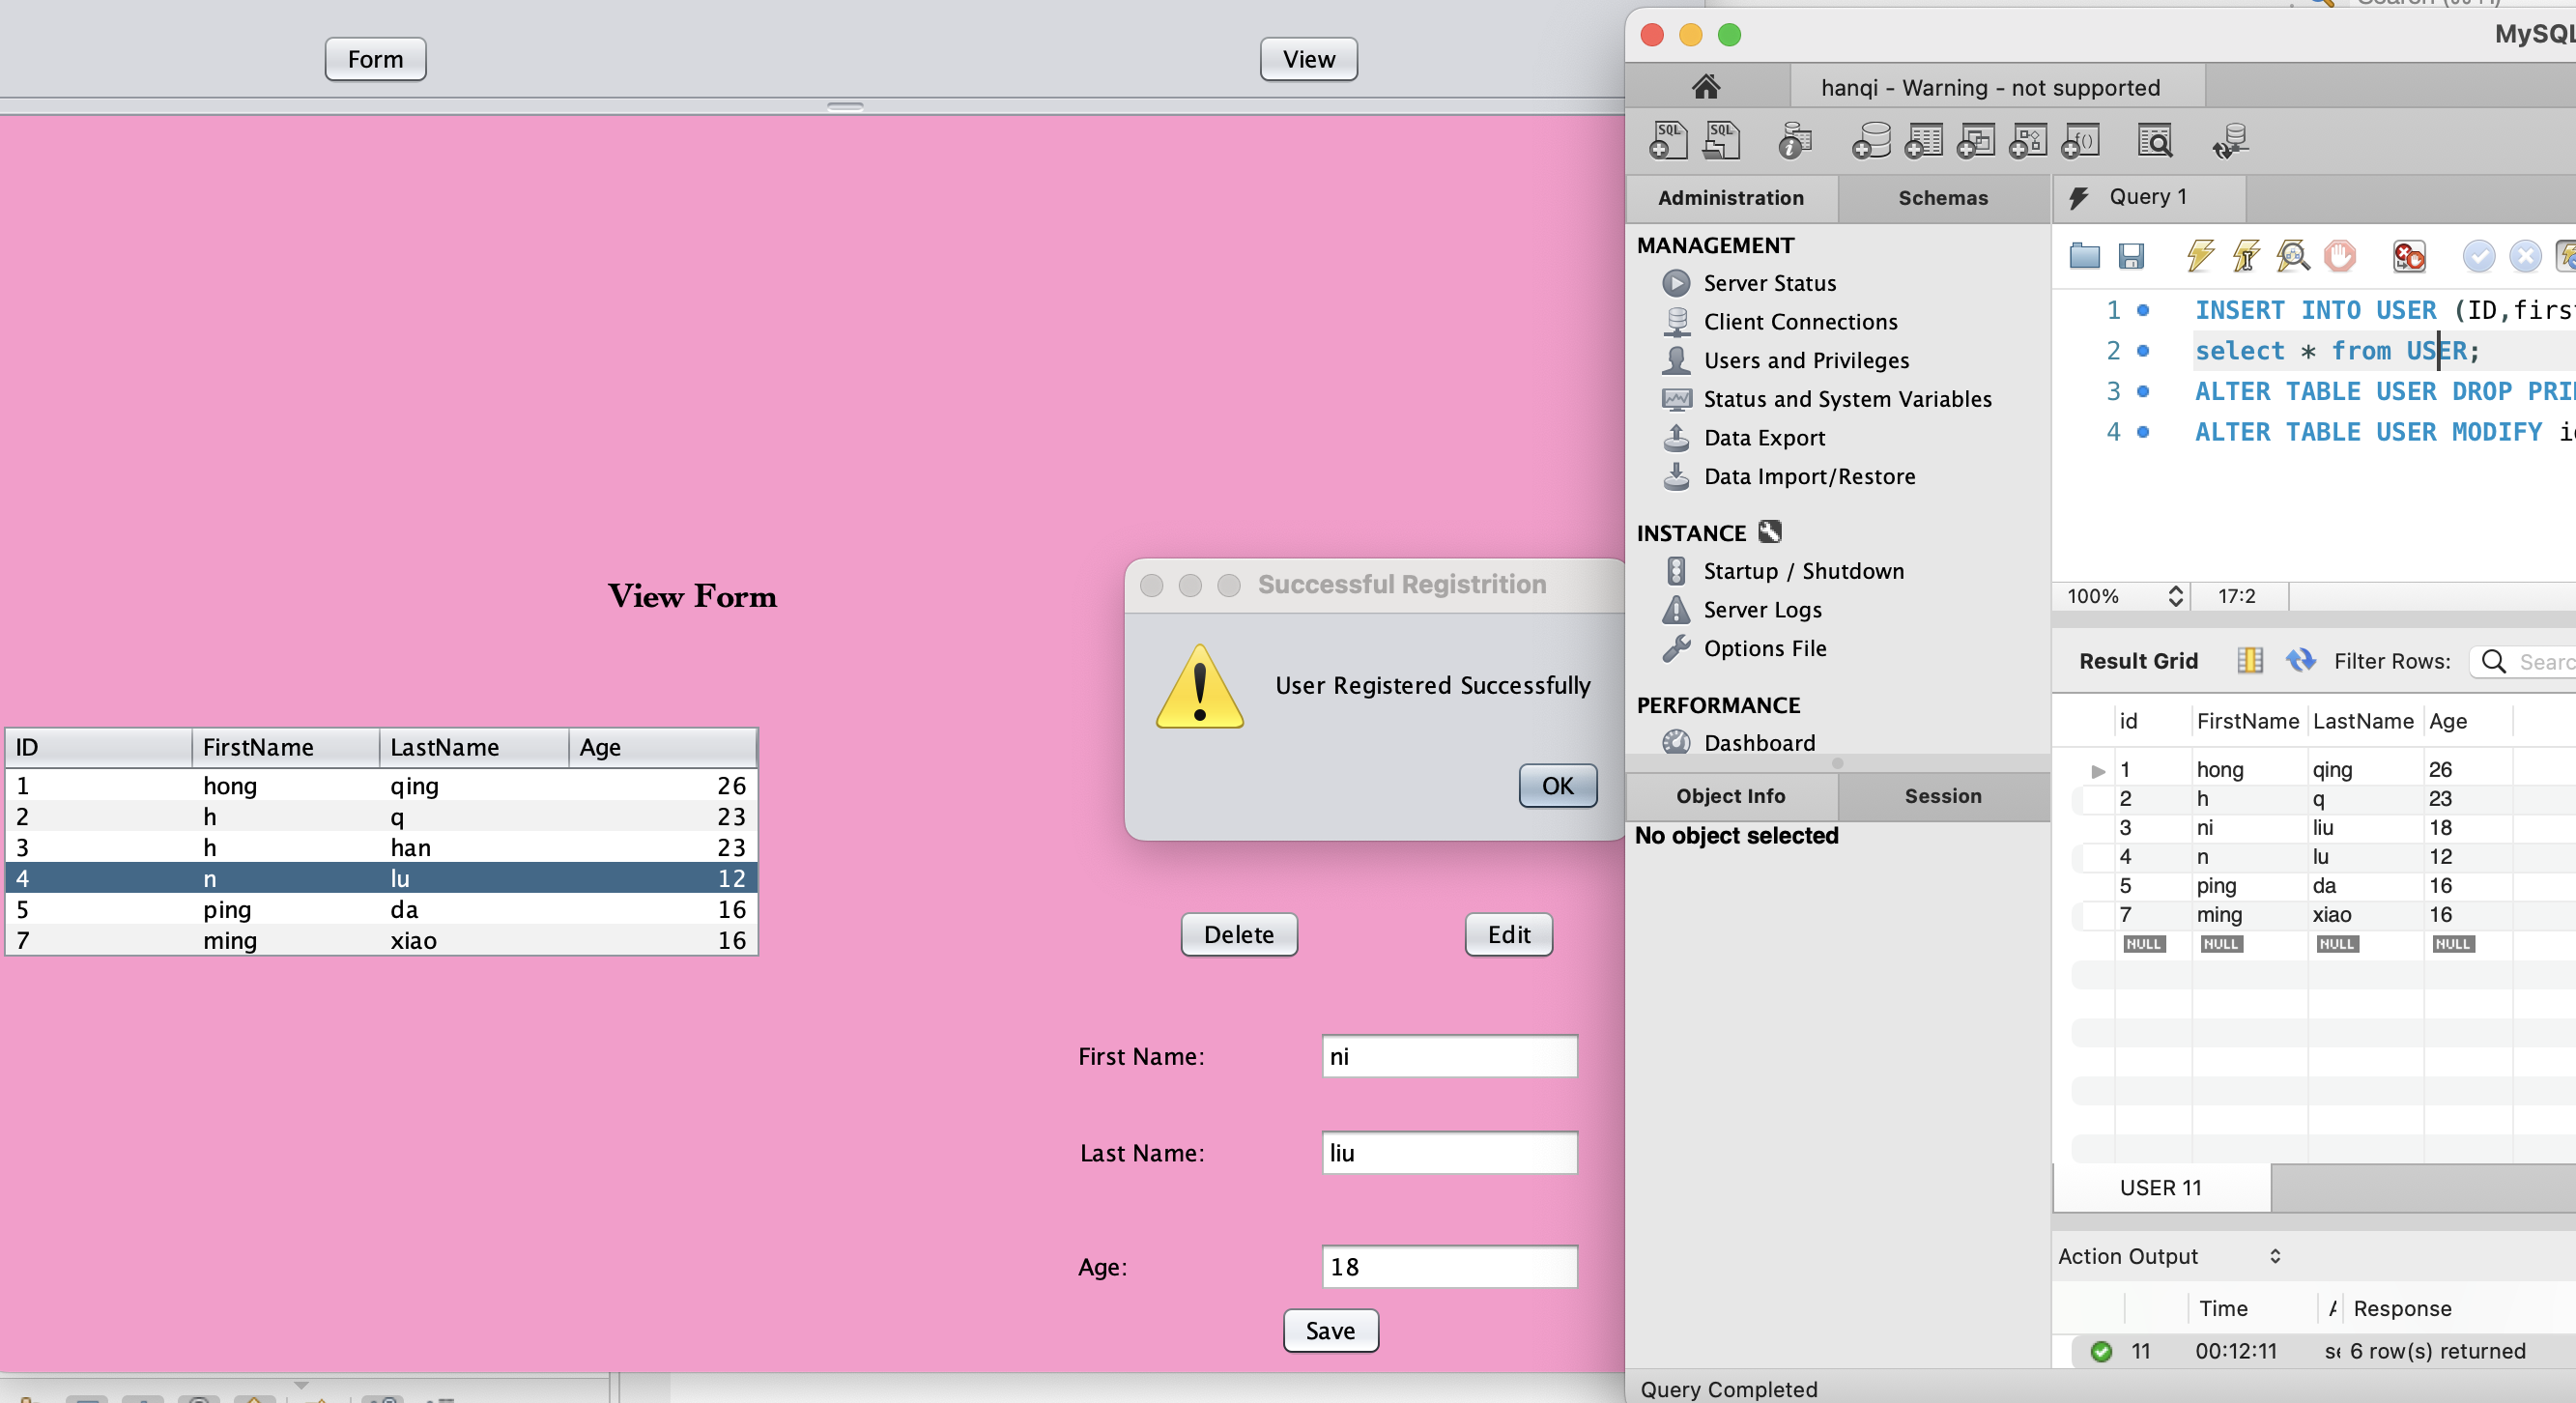 Form
View
View Form
ID FirstName LastName Age
1 hong qing 26
2 h q 23
3 h han 23
4 n lu 12
5 ping da 16
7 ming xiao 16
Successful Registrition
User Registered Successfully
OK
Delete
Edit
First Name: ni
Last Name: liu
Age: 18
Save
MySQL
hanqi - Warning - not supported
SQL SQL
Administration
Schemas
MANAGEMENT
Server Status
Client Connections
Users and Privileges
Status and System Variables
Data Export
Data Import/Restore
INSTANCE
Startup / Shutdown
Server Logs
Options File
PERFORMANCE
Dashboard
Object Info
Session
No object selected
Query 1
1 INSERT INTO USER (ID,firs
2 select * from USER;
3 ALTER TABLE USER DROP PRI
4 ALTER TABLE USER MODIFY i
100% 17:2
Result Grid Filter Rows: Searc
id FirstName LastName Age
1 hong qing 26
2 h q 23
3 ni liu 18
4 n lu 12
5 ping da 16
7 ming xiao 16
NULL NULL NULL NULL
USER 11
Action Output
Time Response
11 00:12:11 se 6 row(s) returned
Query Completed